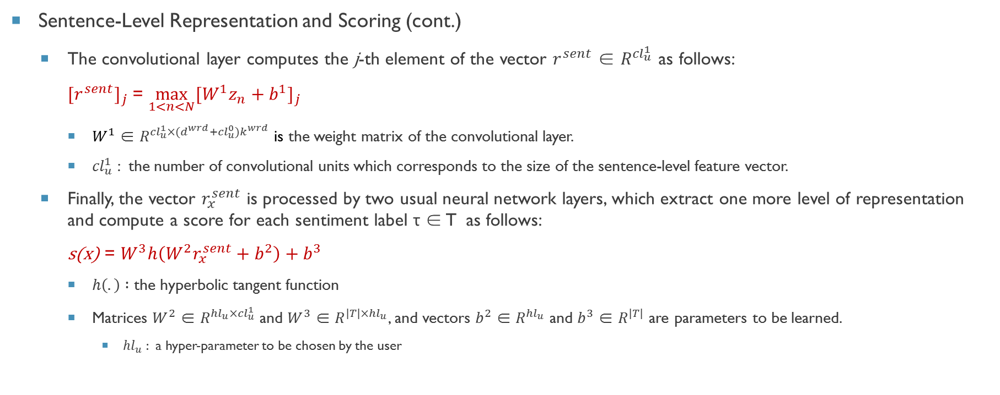 Sentence-Level Representation and Scoring (cont.)
The convolutional layer computes the j-th element of the vector $r^{sent} \in R^{cl_u^1}$ as follows:
$[r^{sent}]_j = \max_{1<n<N} [W^1 z_n + b^1]_j$
$W^1 \in R^{cl_u^1 \times (d^{wrd} + cl_u^0) k^{wrd}}$ is the weight matrix of the convolutional layer.
$cl_u^1$ : the number of convolutional units which corresponds to the size of the sentence-level feature vector.
Finally, the vector $r_x^{sent}$ is processed by two usual neural network layers, which extract one more level of representation
and compute a score for each sentiment label τ ∈ T as follows:
$s(x) = W^3 h(W^2 r_x^{sent} + b^2) + b^3$
$h(.)$ : the hyperbolic tangent function
Matrices $W^2 \in R^{hl_u \times cl_u^1}$ and $W^3 \in R^{|T| \times hl_u}$, and vectors $b^2 \in R^{hl_u}$ and $b^3 \in R^{|T|}$ are parameters to be learned.
$hl_u$ : a hyper-parameter to be chosen by the user